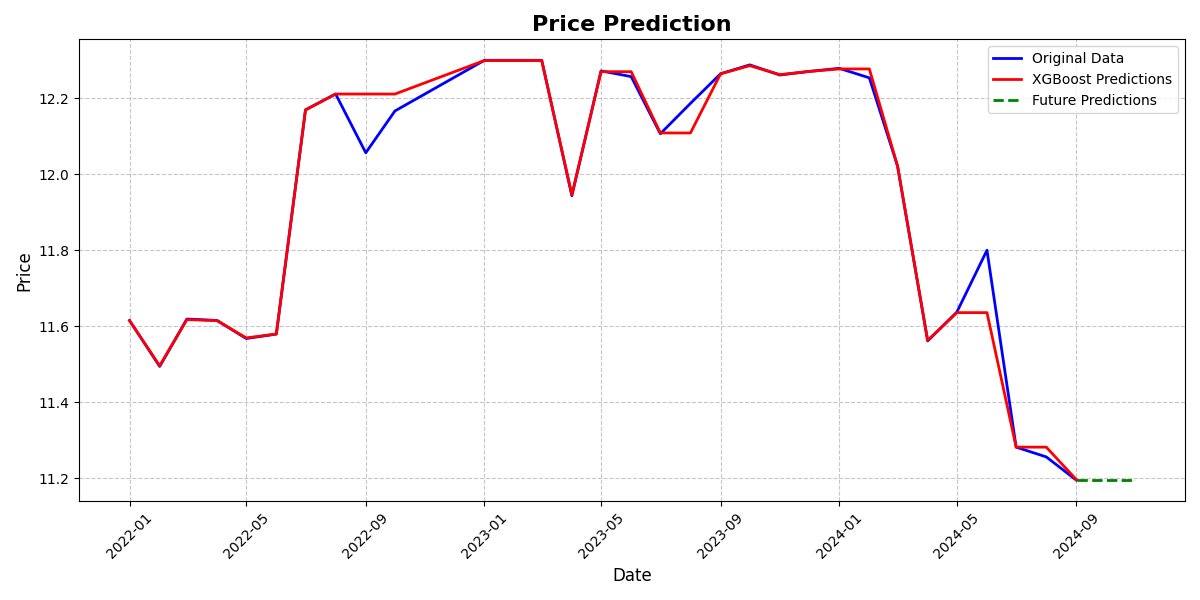 Price Prediction
Original Data
XGBoost Predictions
Future Predictions
Price
12.2
12.0
11.8
11.6
11.4
11.2
2022-01
2022-05
2022-09
2023-01
2023-05
2023-09
2024-01
2024-05
2024-09
Date